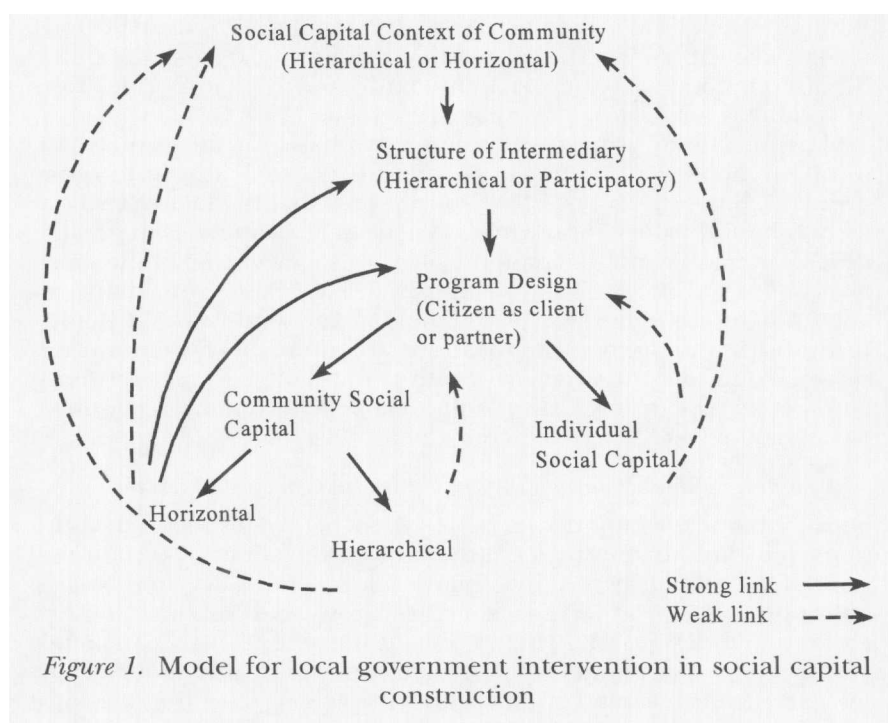 Social Capital Context of Community
(Hierarchical or Horizontal)
Structure of Intermediary
(Hierarchical or Participatory)
Program Design
(Citizen as client
or partner)
Community Social
Capital
Individual
Social Capital
Horizontal
Hierarchical
Strong link
Weak link
Figure 1. Model for local government intervention in social capital
construction